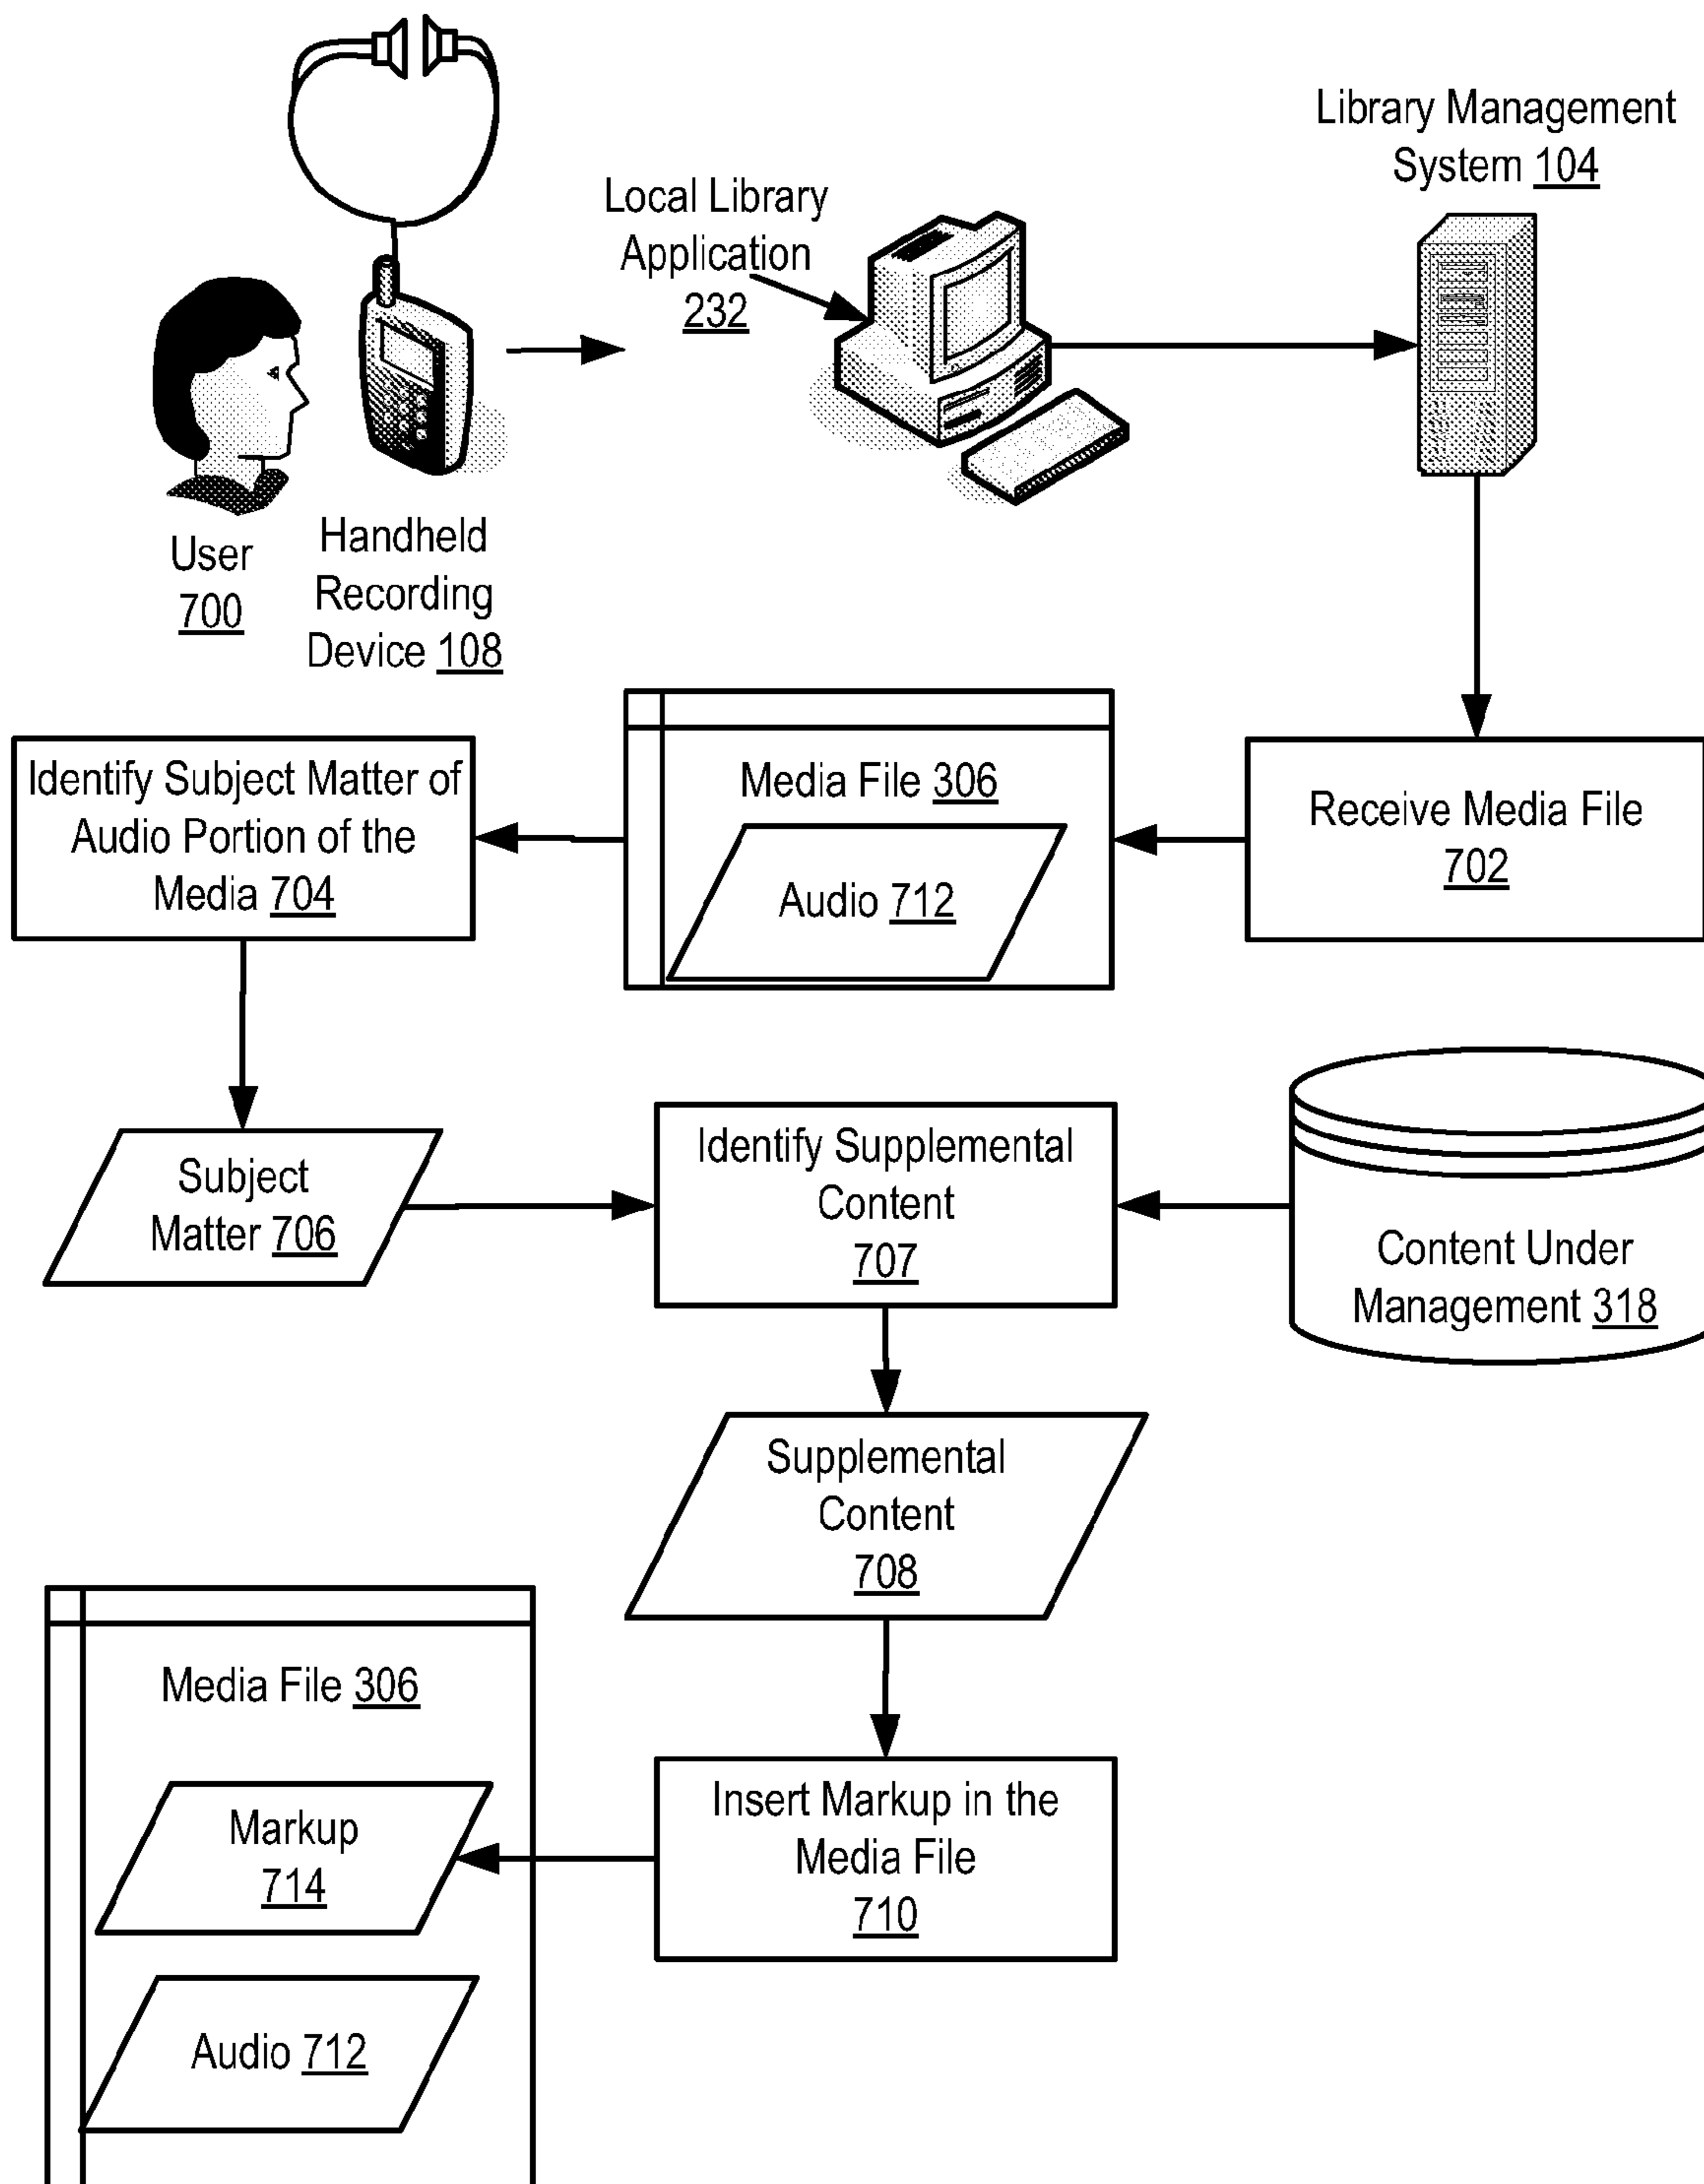 Library Management
System 104
Local Library
Application
232
User
700
Handheld
Recording
Device 108
Identify Subject Matter of
Audio Portion of the
Media 704
Media File 306
Audio 712
Receive Media File
702
Subject
Matter 706
Identify Supplemental
Content
707
Content Under
Management 318
Supplemental
Content
708
Media File 306
Markup
714
Insert Markup in the
Media File
710
Audio 712